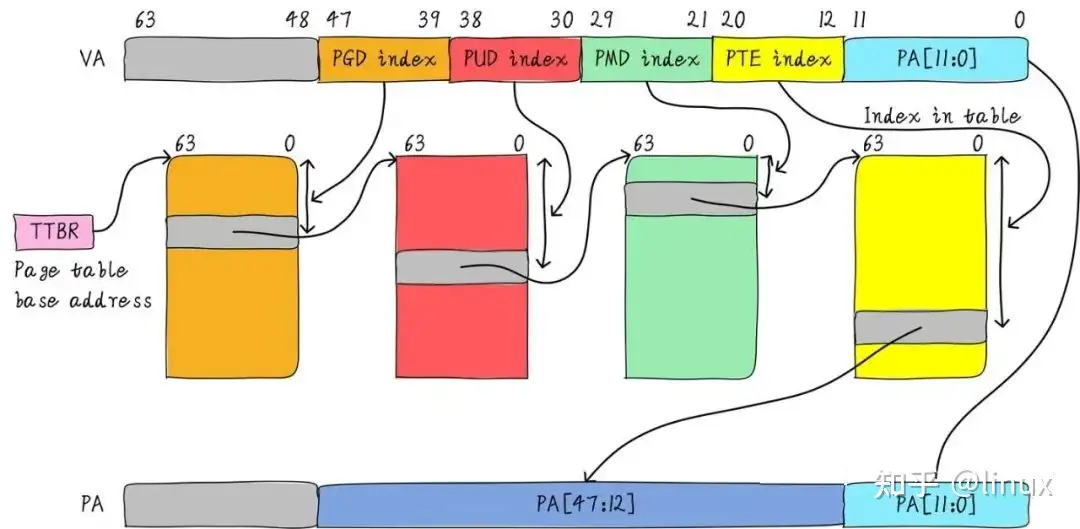 63 48 47 39 38 30 29 21 20 12 11 0
VA PGD index PUD index PMD index PTE index PA[11:0]
Index in table
63 0 63 0 63 0 63 0
TTBR
Page table
base address
知乎 @linux
PA PA[47:12] PA[11:0]